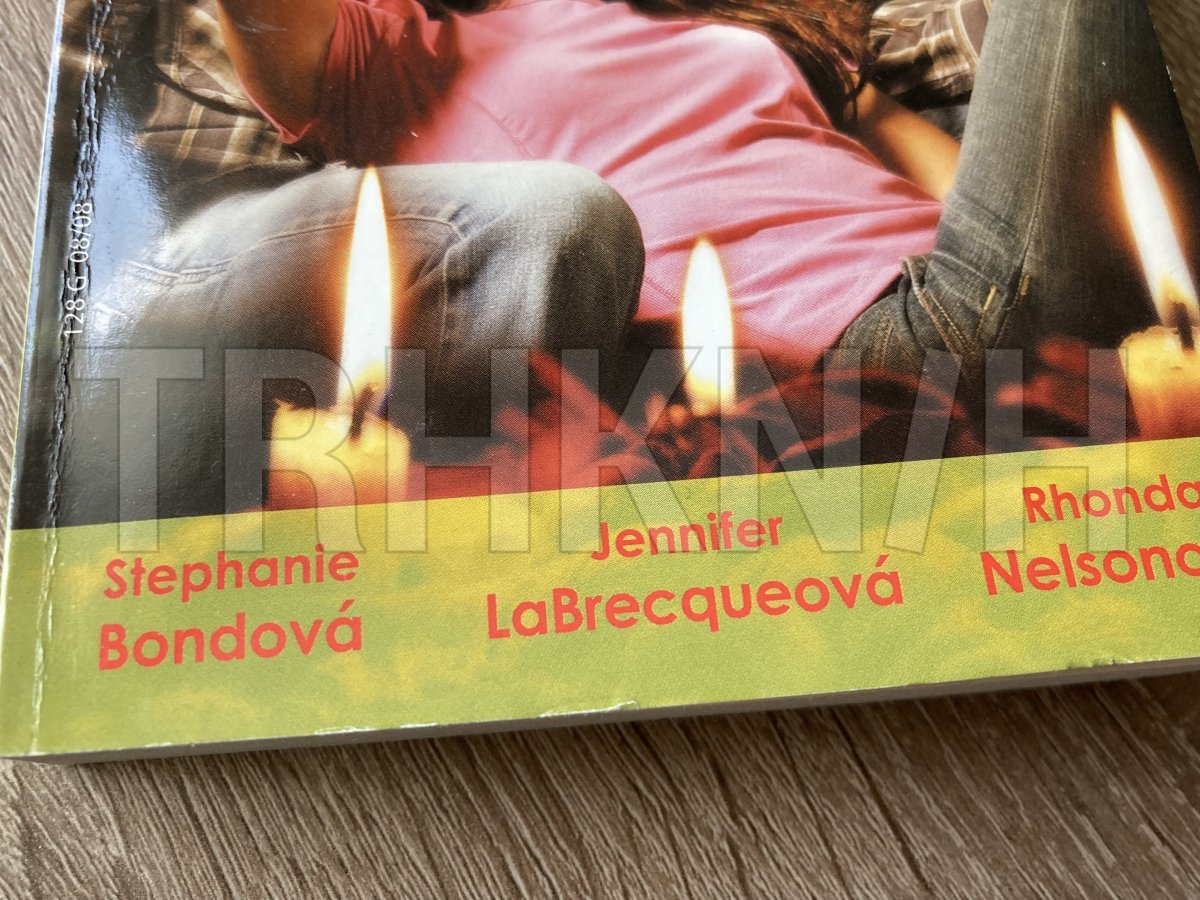 128 G 08/08
TRHKNIH
Stephanie
Bondová
Jennifer
LaBrecqueová
Rhonda